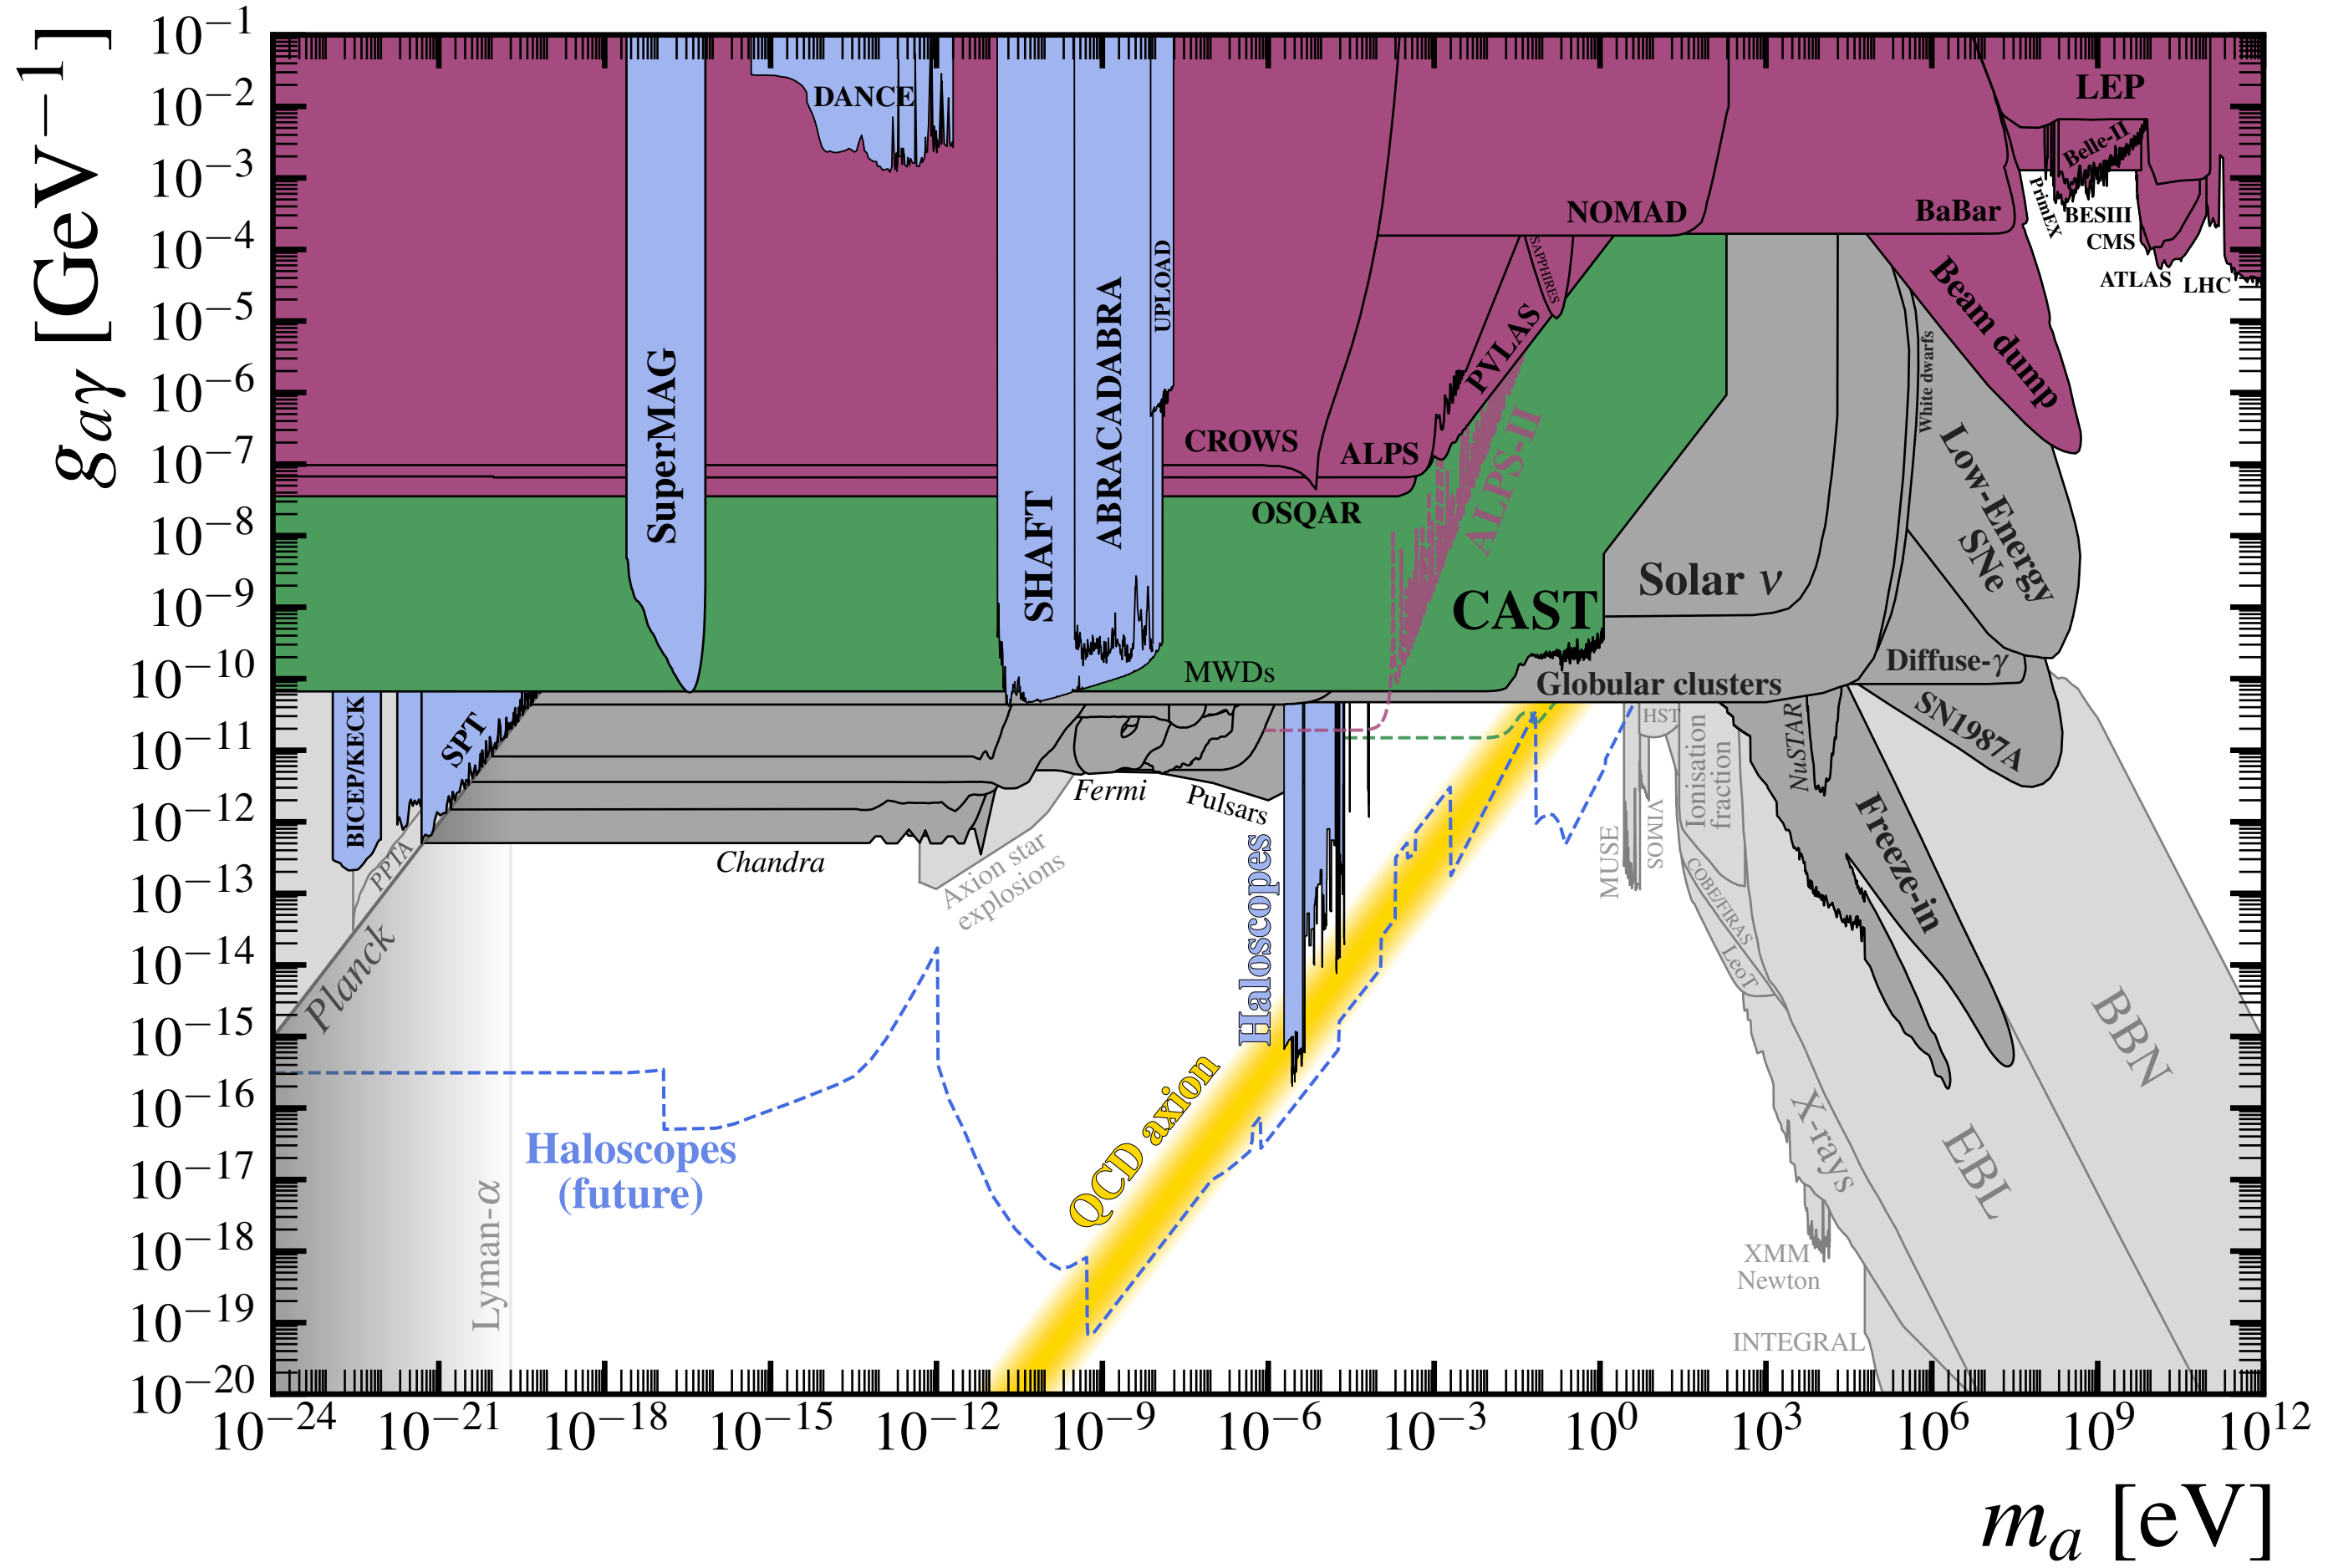 g_{aγ} [GeV^{−1}]
10^{−1}
10^{−2}
10^{−3}
10^{−4}
10^{−5}
10^{−6}
10^{−7}
10^{−8}
10^{−9}
10^{−10}
10^{−11}
10^{−12}
10^{−13}
10^{−14}
10^{−15}
10^{−16}
10^{−17}
10^{−18}
10^{−19}
10^{−20}
DANCE
LEP
Belle-II
PrimEX
BESIII
CMS
ATLAS
LHC
NOMAD
BaBar
SAPPHIRES
UPLOAD
SuperMAG
SHAFT
ABRACADABRA
PVLAS
Beam dump
White dwarfs
CROWS
ALPS
ALPS-II
OSQAR
CAST
Solar ν
Low-Energy
SNe
MWDs
Globular clusters
Diffuse-γ
SN1987A
BICEP/KECK
SPT
PPTA
Planck
Chandra
Fermi
Pulsars
Axion star
explosions
Haloscopes
HST
MUSE
VIMOS
Ionisation
fraction
NuSTAR
Freeze-in
COBE/FIRAS
LeoT
BBN
X-rays
EBL
QCD axion
Haloscopes
(future)
Lyman-α
XMM
Newton
INTEGRAL
10^{−24}
10^{−21}
10^{−18}
10^{−15}
10^{−12}
10^{−9}
10^{−6}
10^{−3}
10^{0}
10^{3}
10^{6}
10^{9}
10^{12}
m_a [eV]